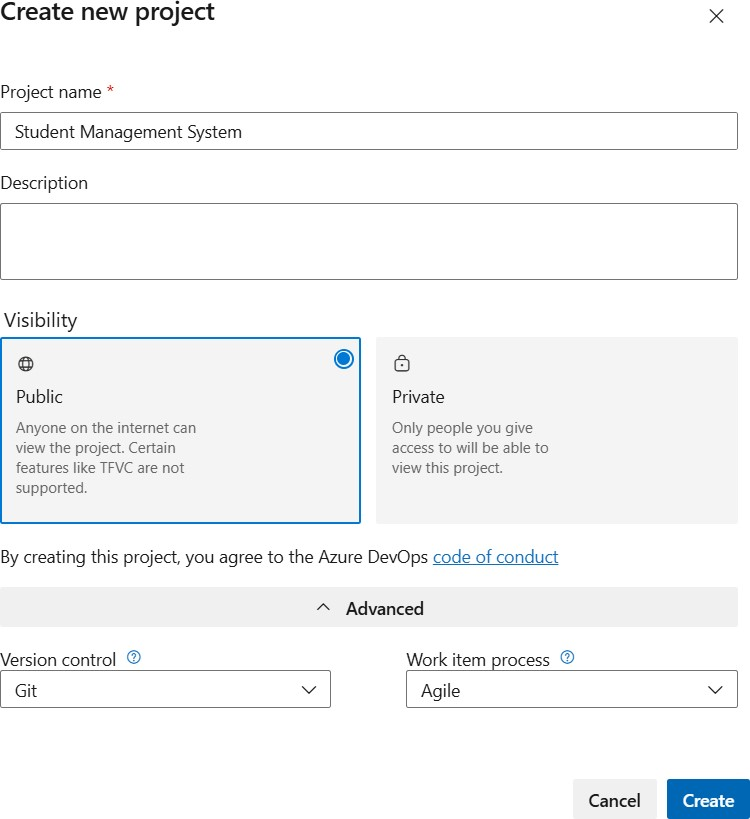 Create new project
Project name *
Student Management System
Description
Visibility
Public
Anyone on the internet can
view the project. Certain
features like TFVC are not
supported.
Private
Only people you give
access to will be able to
view this project.
By creating this project, you agree to the Azure DevOps code of conduct
Advanced
Version control ?
Git
Work item process ?
Agile
Cancel
Create